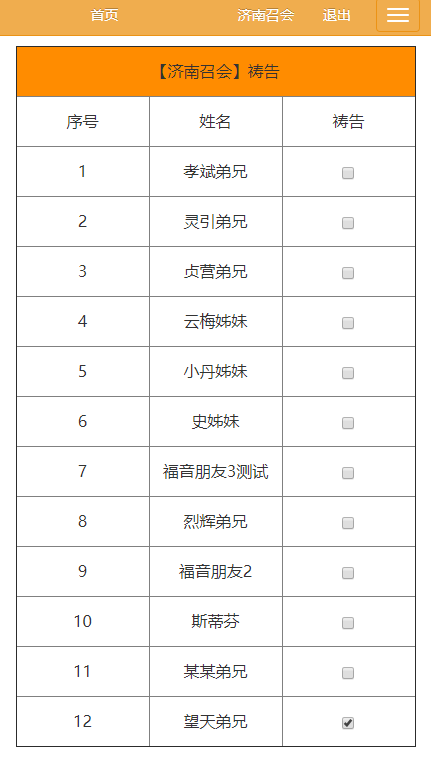 首页 济南召会 退出
【济南召会】祷告
序号 姓名 祷告
1 孝斌弟兄
2 灵引弟兄
3 贞营弟兄
4 云梅姊妹
5 小丹姊妹
6 史姊妹
7 福音朋友3测试
8 烈辉弟兄
9 福音朋友2
10 斯蒂芬
11 某某弟兄
12 望天弟兄